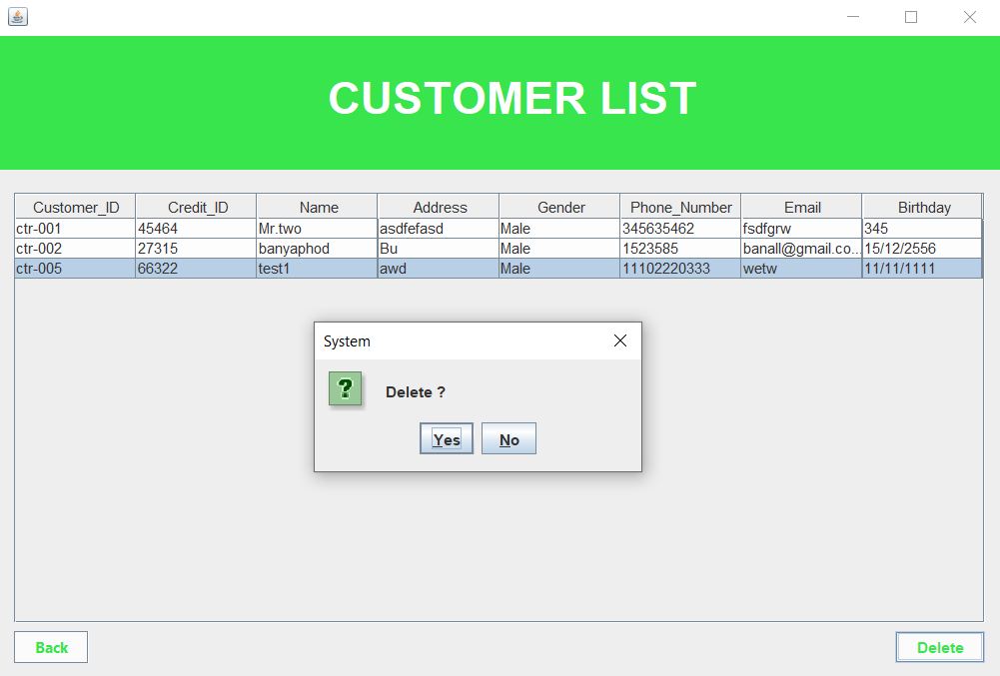 CUSTOMER LIST
Customer_ID Credit_ID Name Address Gender Phone_Number Email Birthday
ctr-001 45464 Mr.two asdfefasd Male 345635462 fsdfgrw 345
ctr-002 27315 banyaphod Bu Male 1523585 banall@gmail.co... 15/12/2556
ctr-005 66322 test1 awd Male 11102220333 wetw 11/11/1111
System
?
Delete ?
Yes No
Back Delete